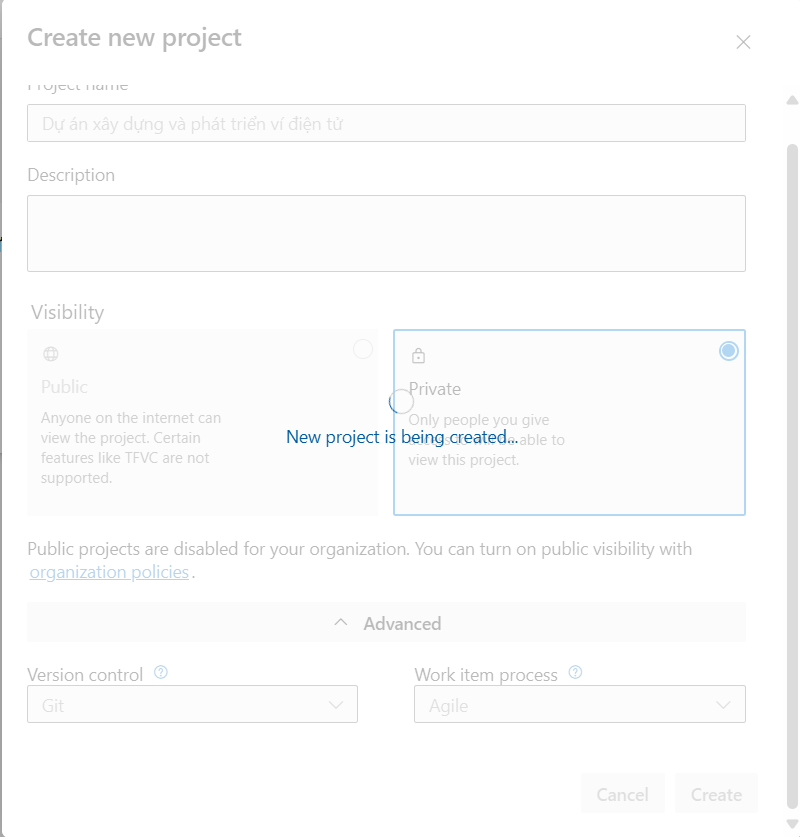 Create new project
Project name
Dự án xây dựng và phát triển ví điện tử
Description
Visibility
Public
Anyone on the internet can
view the project. Certain
features like TFVC are not
supported.
Private
Only people you give
able to
view this project.
New project is being created...
Public projects are disabled for your organization. You can turn on public visibility with
organization policies.
Advanced
Version control
Git
Work item process
Agile
Cancel
Create